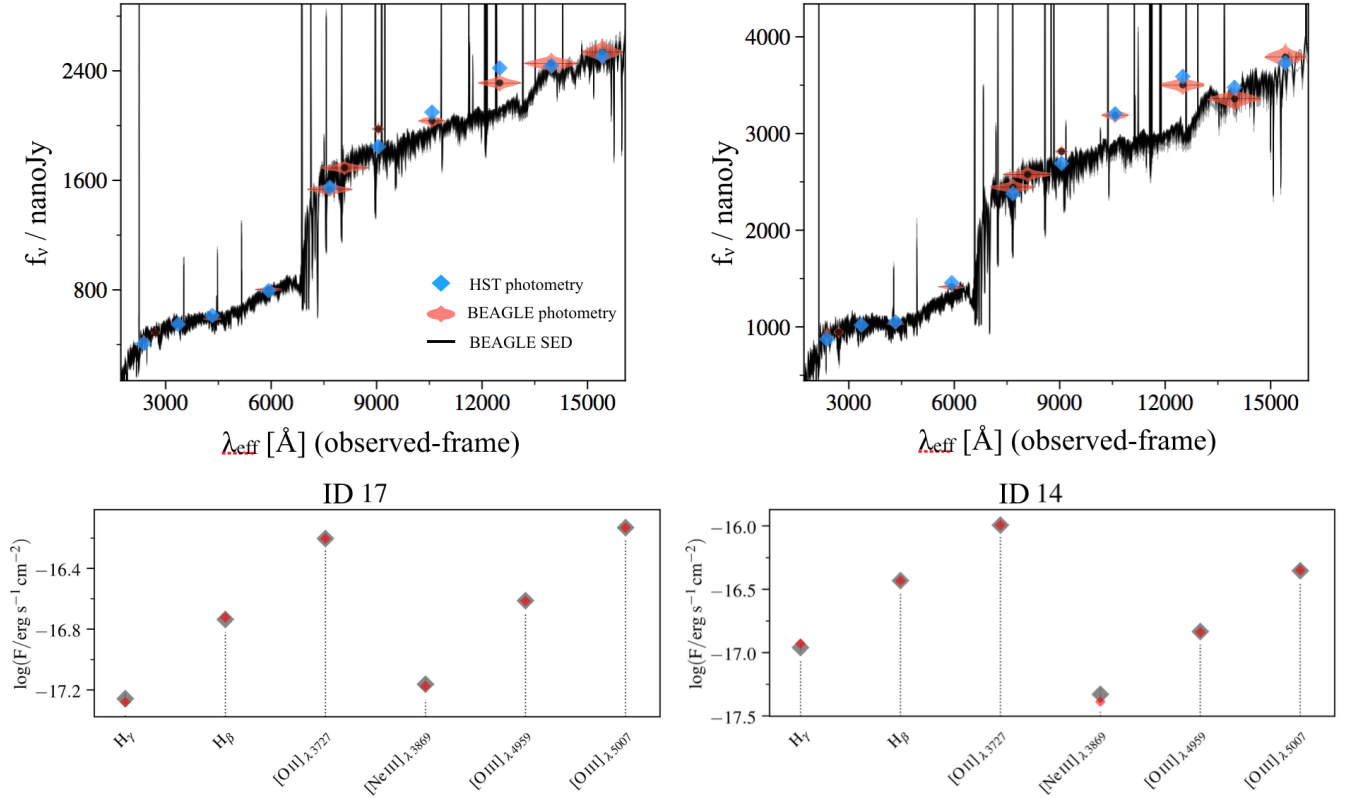 2400
1600
800
f_ν / nanoJy
3000 6000 9000 12000 15000
λ_eff [Å] (observed-frame)
HST photometry
BEAGLE photometry
BEAGLE SED
4000
3000
2000
1000
f_ν / nanoJy
3000 6000 9000 12000 15000
λ_eff [Å] (observed-frame)
ID 17
−16.4
−16.8
−17.2
log(F/erg s⁻¹ cm⁻²)
Hγ
Hβ
[OII]λ3727
[NeIII]λ3869
[OIII]λ4959
[OIII]λ5007
ID 14
−16.0
−16.5
−17.0
−17.5
log(F/erg s⁻¹ cm⁻²)
Hγ
Hβ
[OII]λ3727
[NeIII]λ3869
[OIII]λ4959
[OIII]λ5007